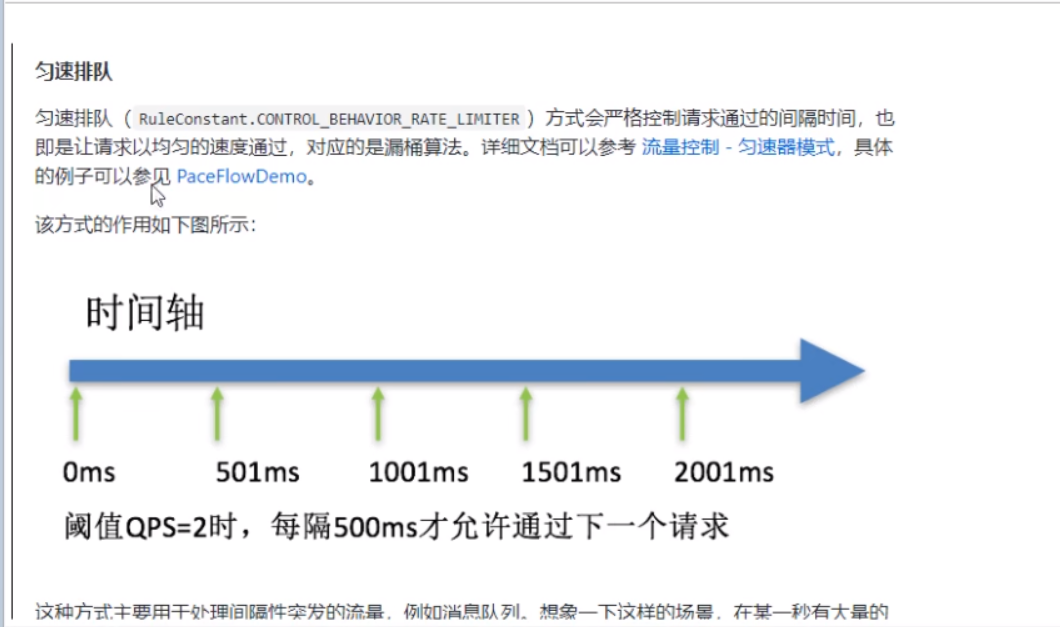 匀速排队
匀速排队（RuleConstant.CONTROL_BEHAVIOR_RATE_LIMITER）方式会严格控制请求通过的间隔时间，也
即是让请求以均匀的速度通过，对应的是漏桶算法。详细文档可以参考 流量控制 - 匀速器模式，具体
的例子可以参见 PaceFlowDemo。
该方式的作用如下图所示：
时间轴
0ms 501ms 1001ms 1501ms 2001ms
阈值QPS=2时，每隔500ms才允许通过下一个请求
这种方式主要用于处理间隔性突发的流量，例如消息队列。想象一下这样的场景，在某一秒有大量的